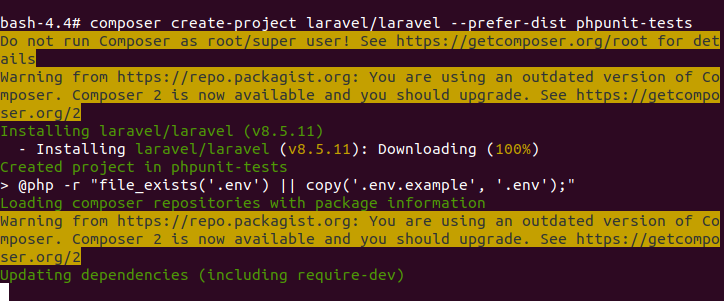 bash-4.4# composer create-project laravel/laravel --prefer-dist phpunit-tests
Do not run Composer as root/super user! See https://getcomposer.org/root for det
ails
Warning from https://repo.packagist.org: You are using an outdated version of Co
mposer. Composer 2 is now available and you should upgrade. See https://getcompo
ser.org/2
Installing laravel/laravel (v8.5.11)
  - Installing laravel/laravel (v8.5.11): Downloading (100%)
Created project in phpunit-tests
> @php -r "file_exists('.env') || copy('.env.example', '.env');"
Loading composer repositories with package information
Warning from https://repo.packagist.org: You are using an outdated version of Co
mposer. Composer 2 is now available and you should upgrade. See https://getcompo
ser.org/2
Updating dependencies (including require-dev)